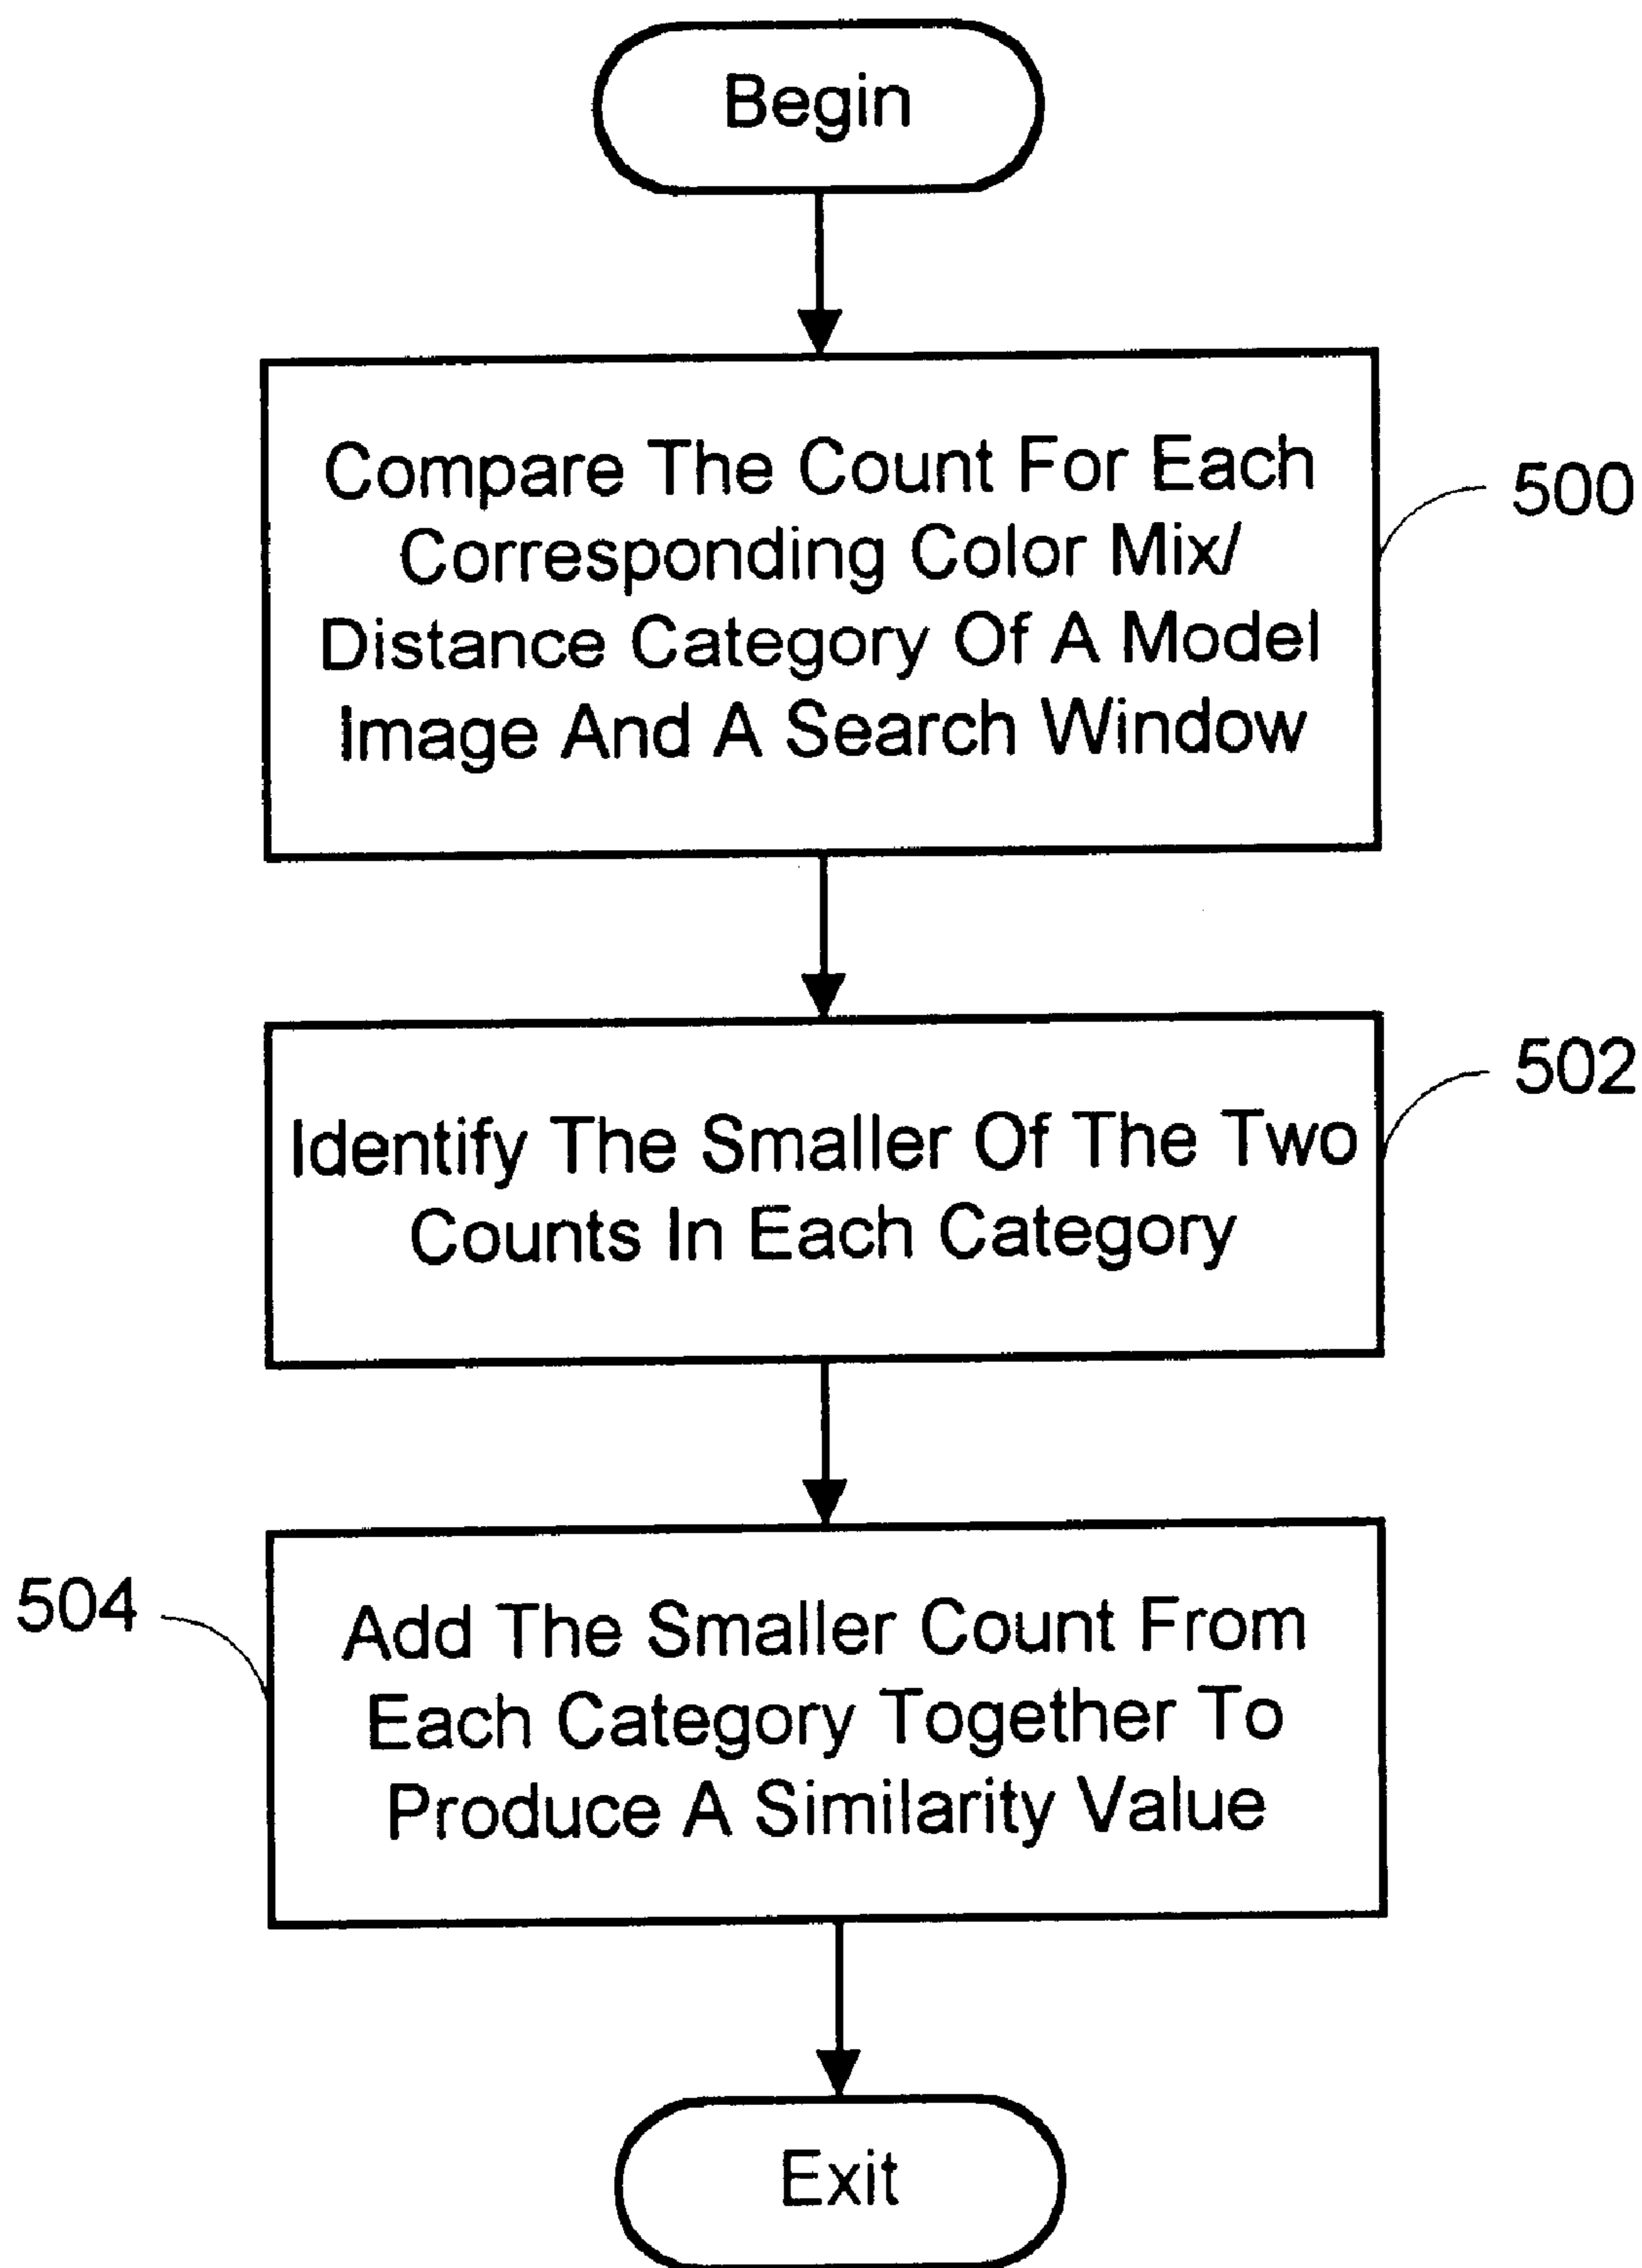 Begin
Compare The Count For Each
Corresponding Color Mix/
Distance Category Of A Model
Image And A Search Window
500
Identify The Smaller Of The Two
Counts In Each Category
502
504
Add The Smaller Count From
Each Category Together To
Produce A Similarity Value
Exit